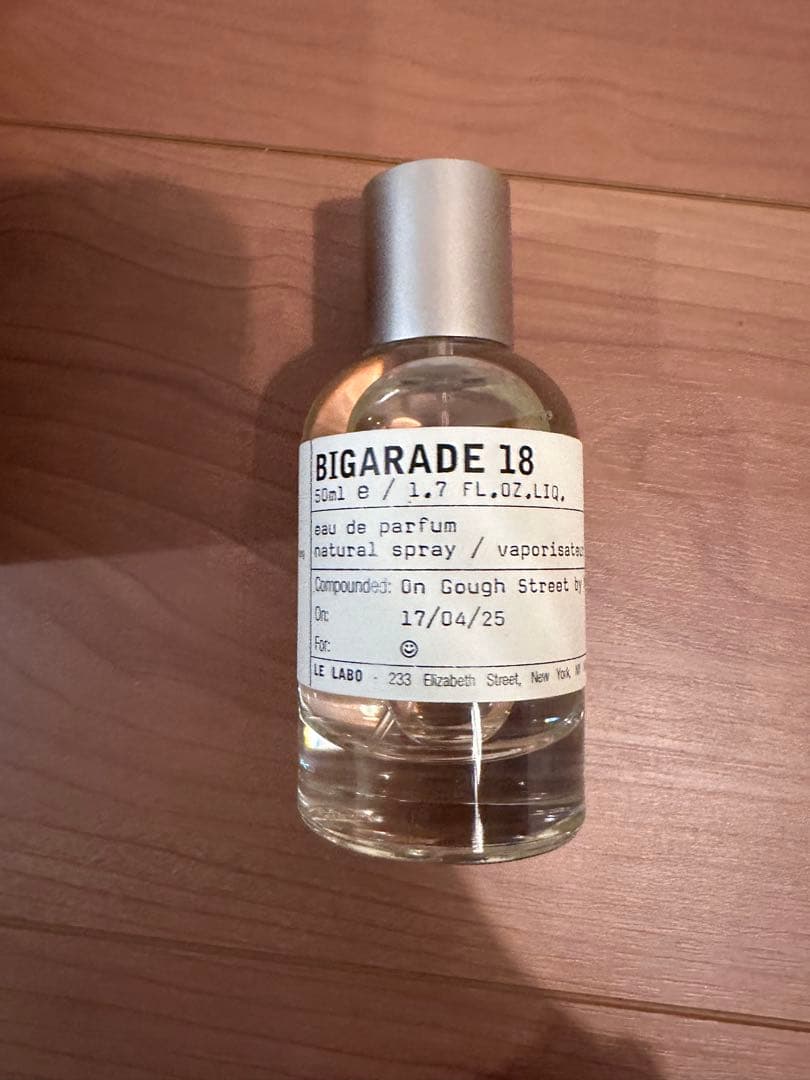 BIGARADE 18
50ml e / 1.7 FL.OZ.LIQ.
eau de parfum
natural spray / vaporisateu
Compounded: On Gough Street by
On: 17/04/25
For: ☺
LE LABO - 233 Elizabeth Street, New York,